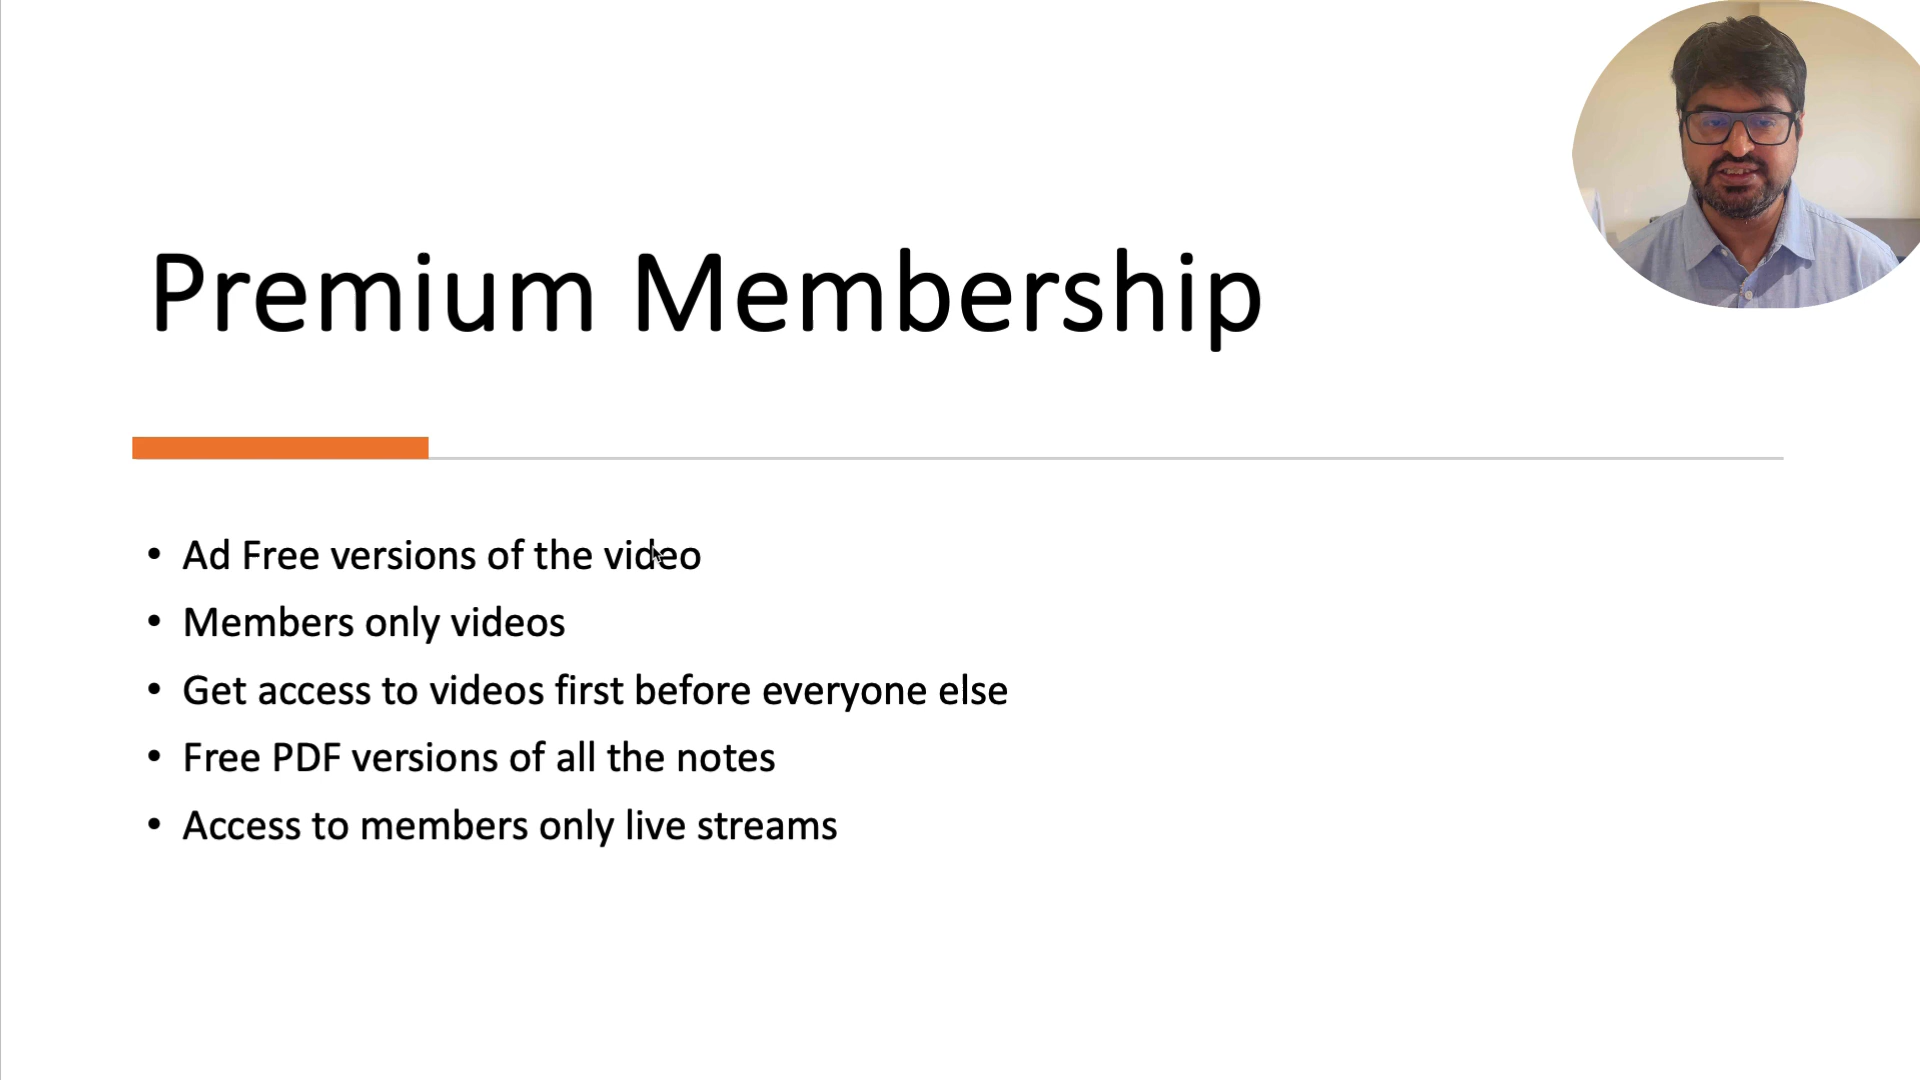 Premium Membership
• Ad Free versions of the video
• Members only videos
• Get access to videos first before everyone else
• Free PDF versions of all the notes
• Access to members only live streams